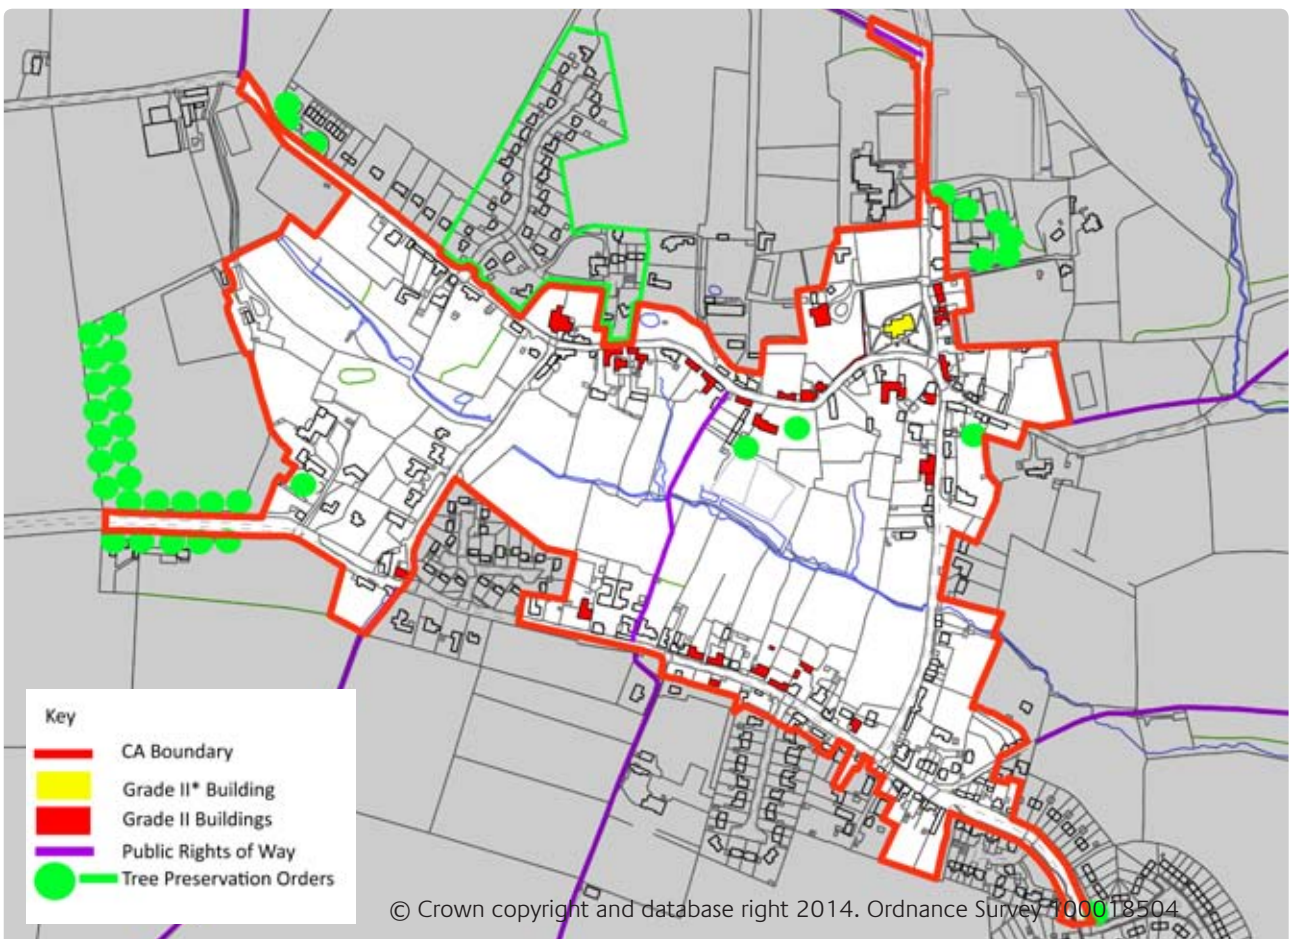 Key
CA Boundary
Grade II* Building
Grade II Buildings
Public Rights of Way
Tree Preservation Orders
© Crown copyright and database right 2014. Ordnance Survey 100018504